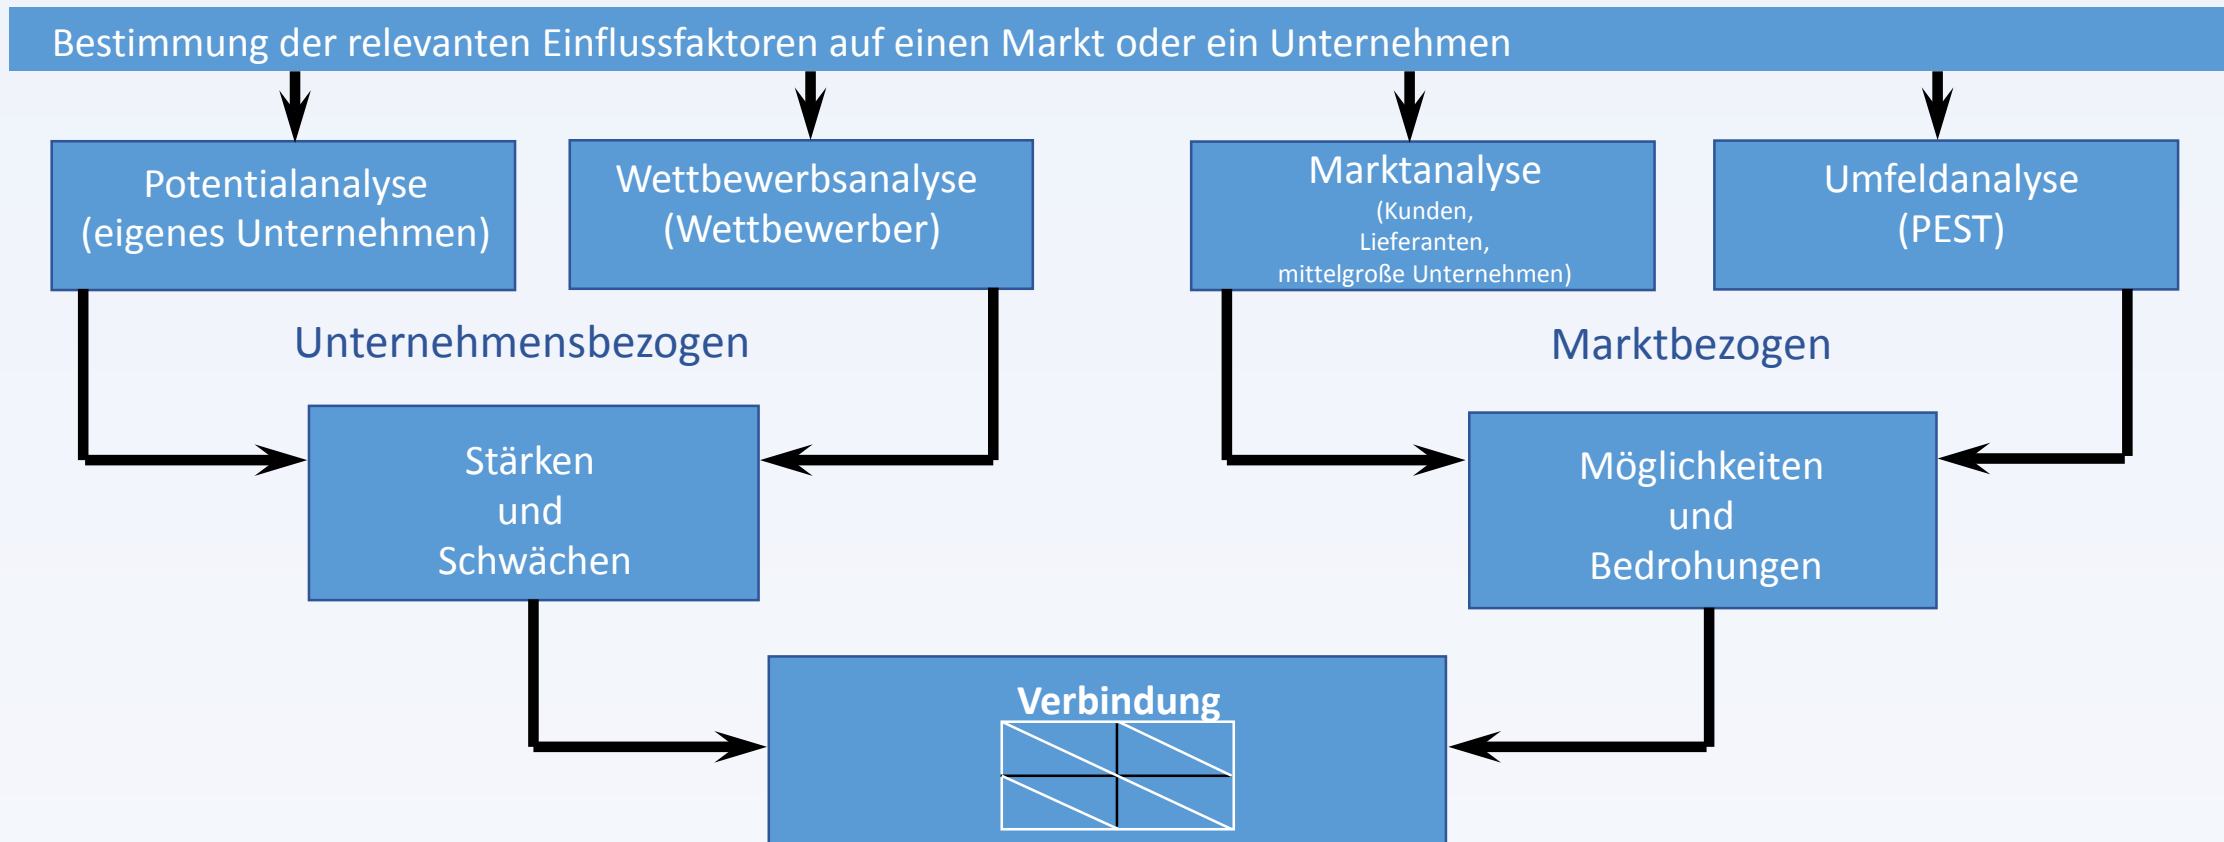 Bestimmung der relevanten Einflussfaktoren auf einen Markt oder ein Unternehmen
Potentialanalyse
(eigenes Unternehmen)
Wettbewerbsanalyse
(Wettbewerber)
Marktanalyse
(Kunden,
Lieferanten,
mittelgroße Unternehmen)
Umfeldanalyse
(PEST)
Unternehmensbezogen
Marktbezogen
Stärken
und
Schwächen
Möglichkeiten
und
Bedrohungen
Verbindung